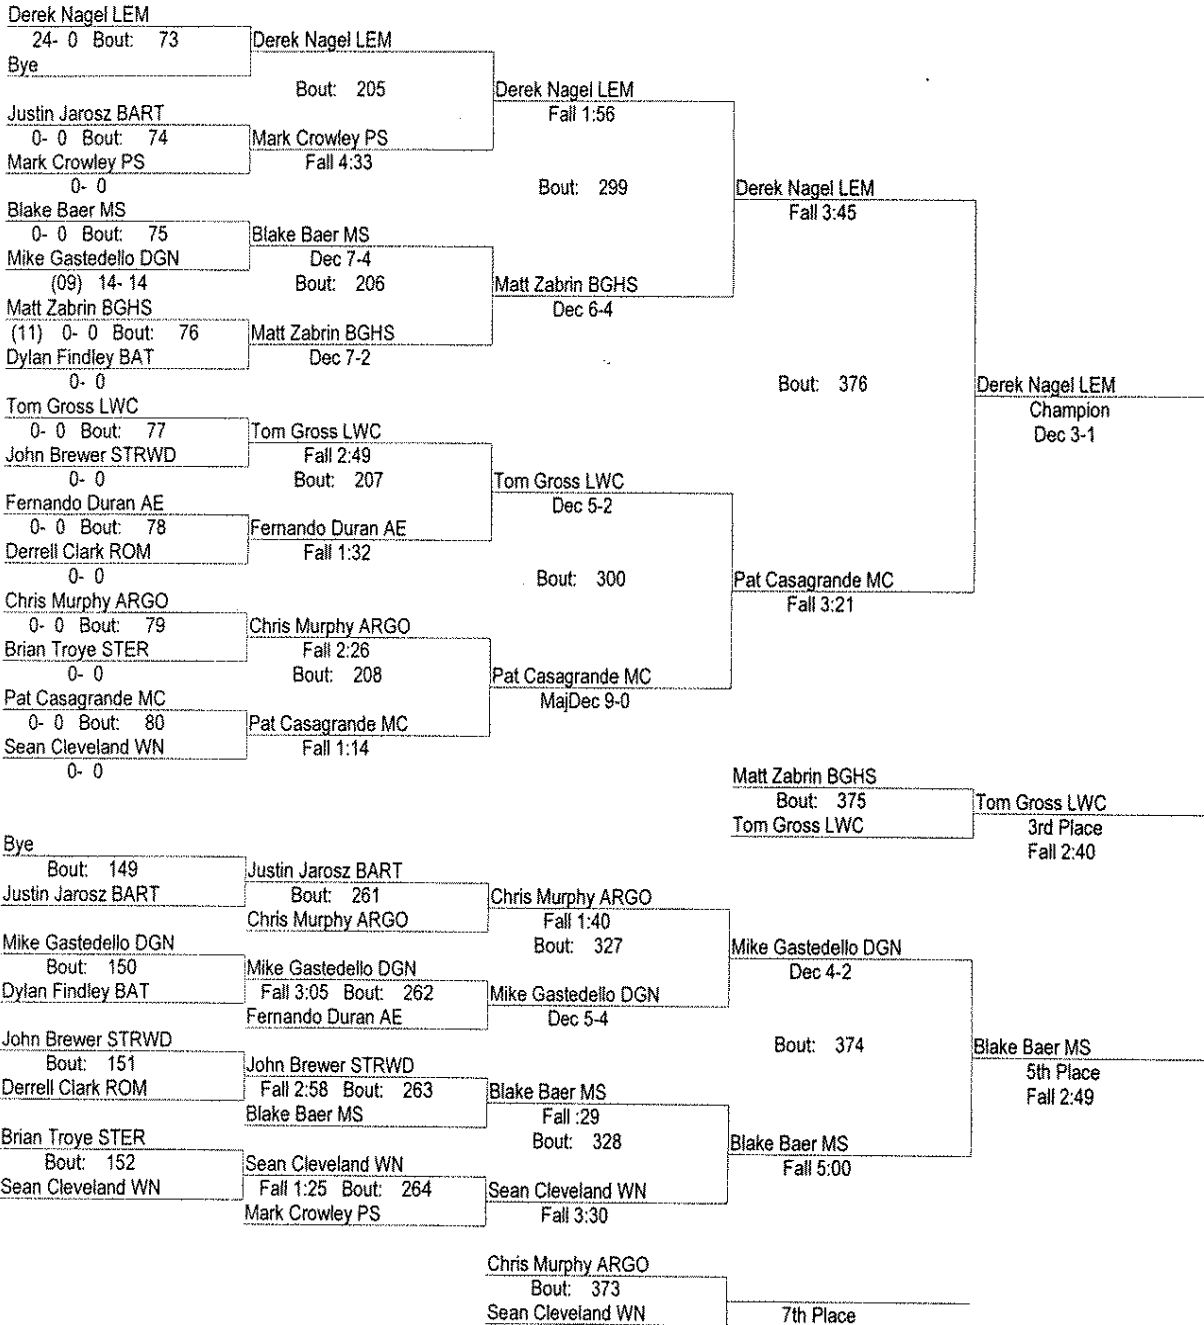 Derek Nagel LEM
24- 0 Bout: 73
Bye
Derek Nagel LEM
Bout: 205
Justin Jarosz BART
0- 0 Bout: 74
Mark Crowley PS
0- 0
Mark Crowley PS
Fall 4:33
Derek Nagel LEM
Fall 1:56
Bout: 299
Blake Baer MS
0- 0 Bout: 75
Mike Gastedello DGN
(09) 14- 14
Blake Baer MS
Dec 7-4
Bout: 206
Matt Zabrin BGHS
(11) 0- 0 Bout: 76
Dylan Findley BAT
0- 0
Matt Zabrin BGHS
Dec 7-2
Matt Zabrin BGHS
Dec 6-4
Derek Nagel LEM
Fall 3:45
Bout: 376
Derek Nagel LEM
Champion
Dec 3-1
Tom Gross LWC
0- 0 Bout: 77
John Brewer STRWD
0- 0
Tom Gross LWC
Fall 2:49
Bout: 207
Fernando Duran AE
0- 0 Bout: 78
Derrell Clark ROM
0- 0
Fernando Duran AE
Fall 1:32
Tom Gross LWC
Dec 5-2
Bout: 300
Chris Murphy ARGO
0- 0 Bout: 79
Brian Troye STER
0- 0
Chris Murphy ARGO
Fall 2:26
Bout: 208
Pat Casagrande MC
0- 0 Bout: 80
Sean Cleveland WN
0- 0
Pat Casagrande MC
Fall 1:14
Pat Casagrande MC
MajDec 9-0
Pat Casagrande MC
Fall 3:21
Matt Zabrin BGHS
Bout: 375
Tom Gross LWC
Tom Gross LWC
3rd Place
Fall 2:40
Bye
Bout: 149
Justin Jarosz BART
Justin Jarosz BART
Bout: 261
Chris Murphy ARGO
Chris Murphy ARGO
Fall 1:40
Bout: 327
Mike Gastedello DGN
Bout: 150
Dylan Findley BAT
Mike Gastedello DGN
Fall 3:05 Bout: 262
Fernando Duran AE
Mike Gastedello DGN
Dec 5-4
Mike Gastedello DGN
Dec 4-2
Bout: 374
John Brewer STRWD
Bout: 151
Derrell Clark ROM
John Brewer STRWD
Fall 2:58 Bout: 263
Blake Baer MS
Blake Baer MS
Fall :29
Bout: 328
Brian Troye STER
Bout: 152
Sean Cleveland WN
Sean Cleveland WN
Fall 1:25 Bout: 264
Mark Crowley PS
Sean Cleveland WN
Fall 3:30
Blake Baer MS
Fall 5:00
Blake Baer MS
5th Place
Fall 2:49
Chris Murphy ARGO
Bout: 373
Sean Cleveland WN
7th Place